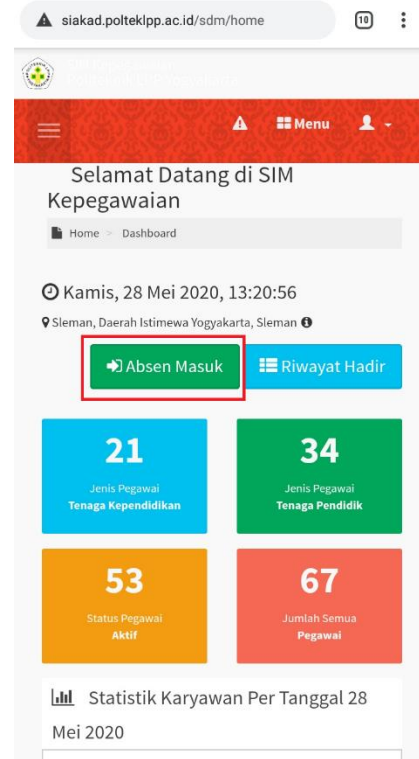 siakad.polteklpp.ac.id/sdm/home
10
Menu
Selamat Datang di SIM
Kepegawaian
Home > Dashboard
Kamis, 28 Mei 2020, 13:20:56
Sleman, Daerah Istimewa Yogyakarta, Sleman
Absen Masuk
Riwayat Hadir
21
Jenis Pegawai
Tenaga Kependidikan
34
Jenis Pegawai
Tenaga Pendidik
53
Status Pegawai
Aktif
67
Jumlah Semua
Pegawai
Statistik Karyawan Per Tanggal 28
Mei 2020